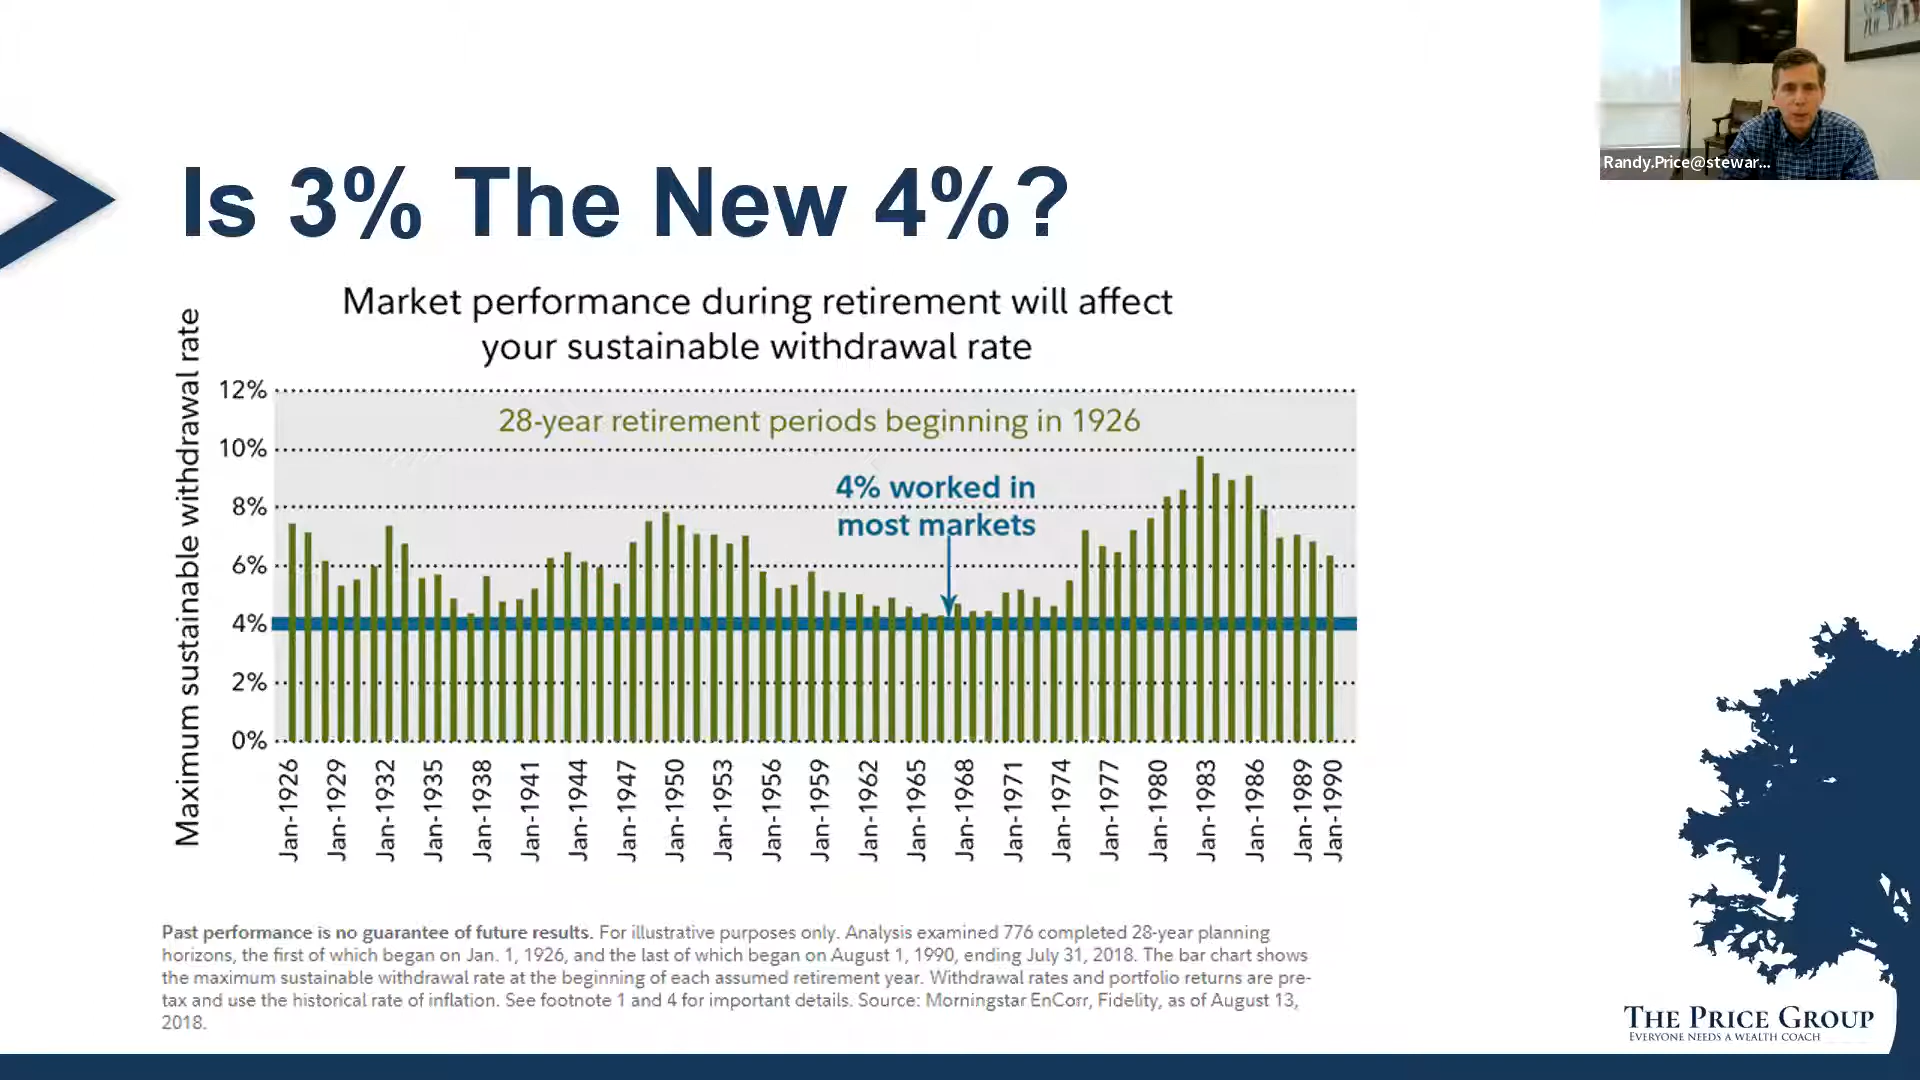 Randy.Price@stewar...
Is 3% The New 4%?
Market performance during retirement will affect
your sustainable withdrawal rate
Maximum sustainable withdrawal rate
12%
28-year retirement periods beginning in 1926
10%
4% worked in
8%
most markets
6%
4%
2%
0%
Jan-1926
Jan-1929
Jan-1932
Jan-1935
Jan-1938
Jan-1941
Jan-1944
Jan-1947
Jan-1950
Jan-1953
Jan-1956
Jan-1959
Jan-1962
Jan-1965
Jan-1968
Jan-1971
Jan-1974
Jan-1977
Jan-1980
Jan-1983
Jan-1986
Jan-1989
Jan-1990
Past performance is no guarantee of future results. For illustrative purposes only. Analysis examined 776 completed 28-year planning
horizons, the first of which began on Jan. 1, 1926, and the last of which began on August 1, 1990, ending July 31, 2018. The bar chart shows
the maximum sustainable withdrawal rate at the beginning of each assumed retirement year. Withdrawal rates and portfolio returns are pre-
tax and use the historical rate of inflation. See footnote 1 and 4 for important details. Source: Morningstar EnCorr, Fidelity, as of August 13,
2018.
THE PRICE GROUP
EVERYONE NEEDS A WEALTH COACH